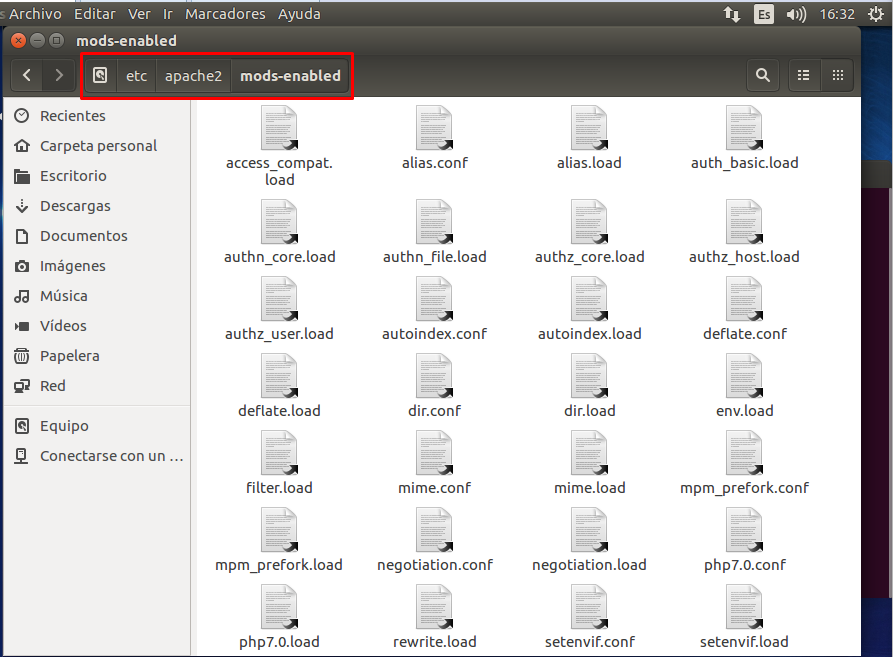 Archivo Editar Ver Ir Marcadores Ayuda
Es
16:32
mods-enabled
etc apache2 mods-enabled
Recientes
Carpeta personal
Escritorio
Descargas
Documentos
Imágenes
Música
Vídeos
Papelera
Red
Equipo
Conectarse con un ...
access_compat.
load
alias.conf
alias.load
auth_basic.load
authn_core.load
authn_file.load
authz_core.load
authz_host.load
authz_user.load
autoindex.conf
autoindex.load
deflate.conf
deflate.load
dir.conf
dir.load
env.load
filter.load
mime.conf
mime.load
mpm_prefork.conf
mpm_prefork.load
negotiation.conf
negotiation.load
php7.0.conf
php7.0.load
rewrite.load
setenvif.conf
setenvif.load